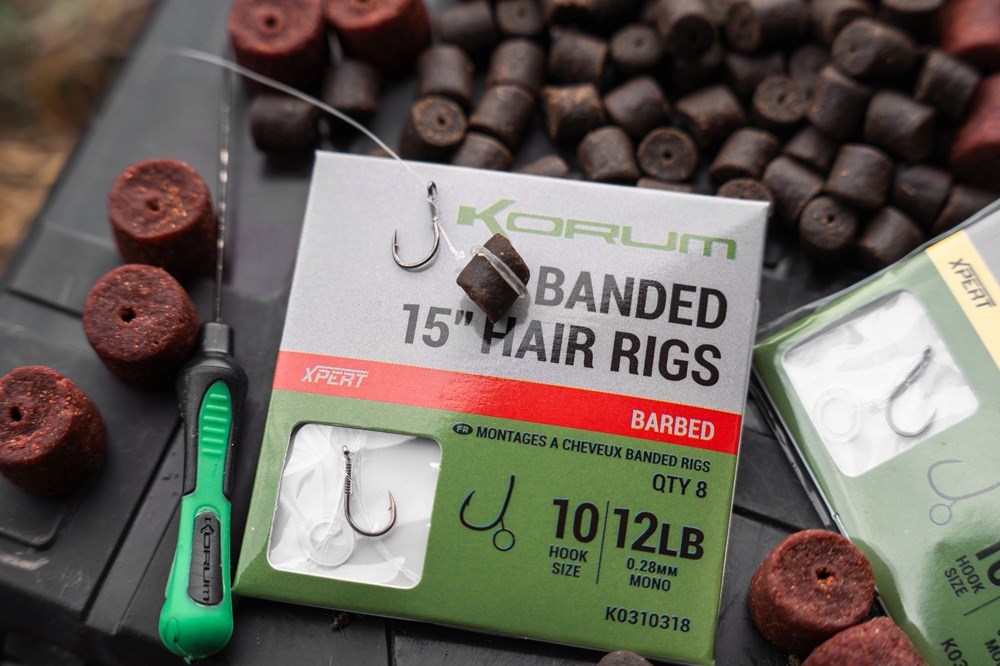 KORUM
BANDED
15" HAIR RIGS
XPERT
BARBED
FR MONTAGES A CHEVEUX BANDED RIGS
QTY 8
10 12LB
HOOK SIZE
0.28MM
MONO
K0310318
KORUM
XPERT
HOOK
SIZE